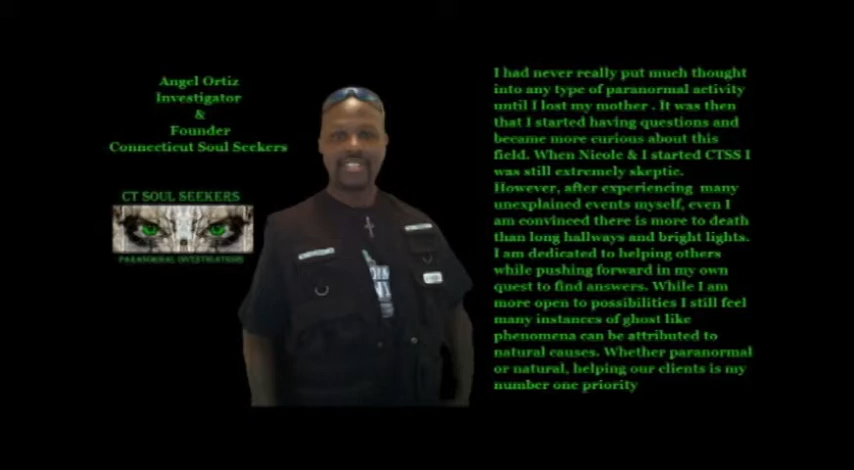 Angel Ortiz
Investigator
&
Founder
Connecticut Soul Seekers
CT SOUL SEEKERS
PARANORMAL INVESTIGATIONS
I had never really put much thought
into any type of paranormal activity
until I lost my mother . It was then
that I started having questions and
became more curious about this
field. When Nicole & I started CTSS I
was still extremely skeptic.
However, after experiencing many
unexplained events myself, even I
am convinced there is more to death
than long hallways and bright lights.
I am dedicated to helping others
while pushing forward in my own
quest to find answers. While I am
more open to possibilities I still feel
many instances of ghost like
phenomena can be attributed to
natural causes. Whether paranormal
or natural, helping our clients is my
number one priority